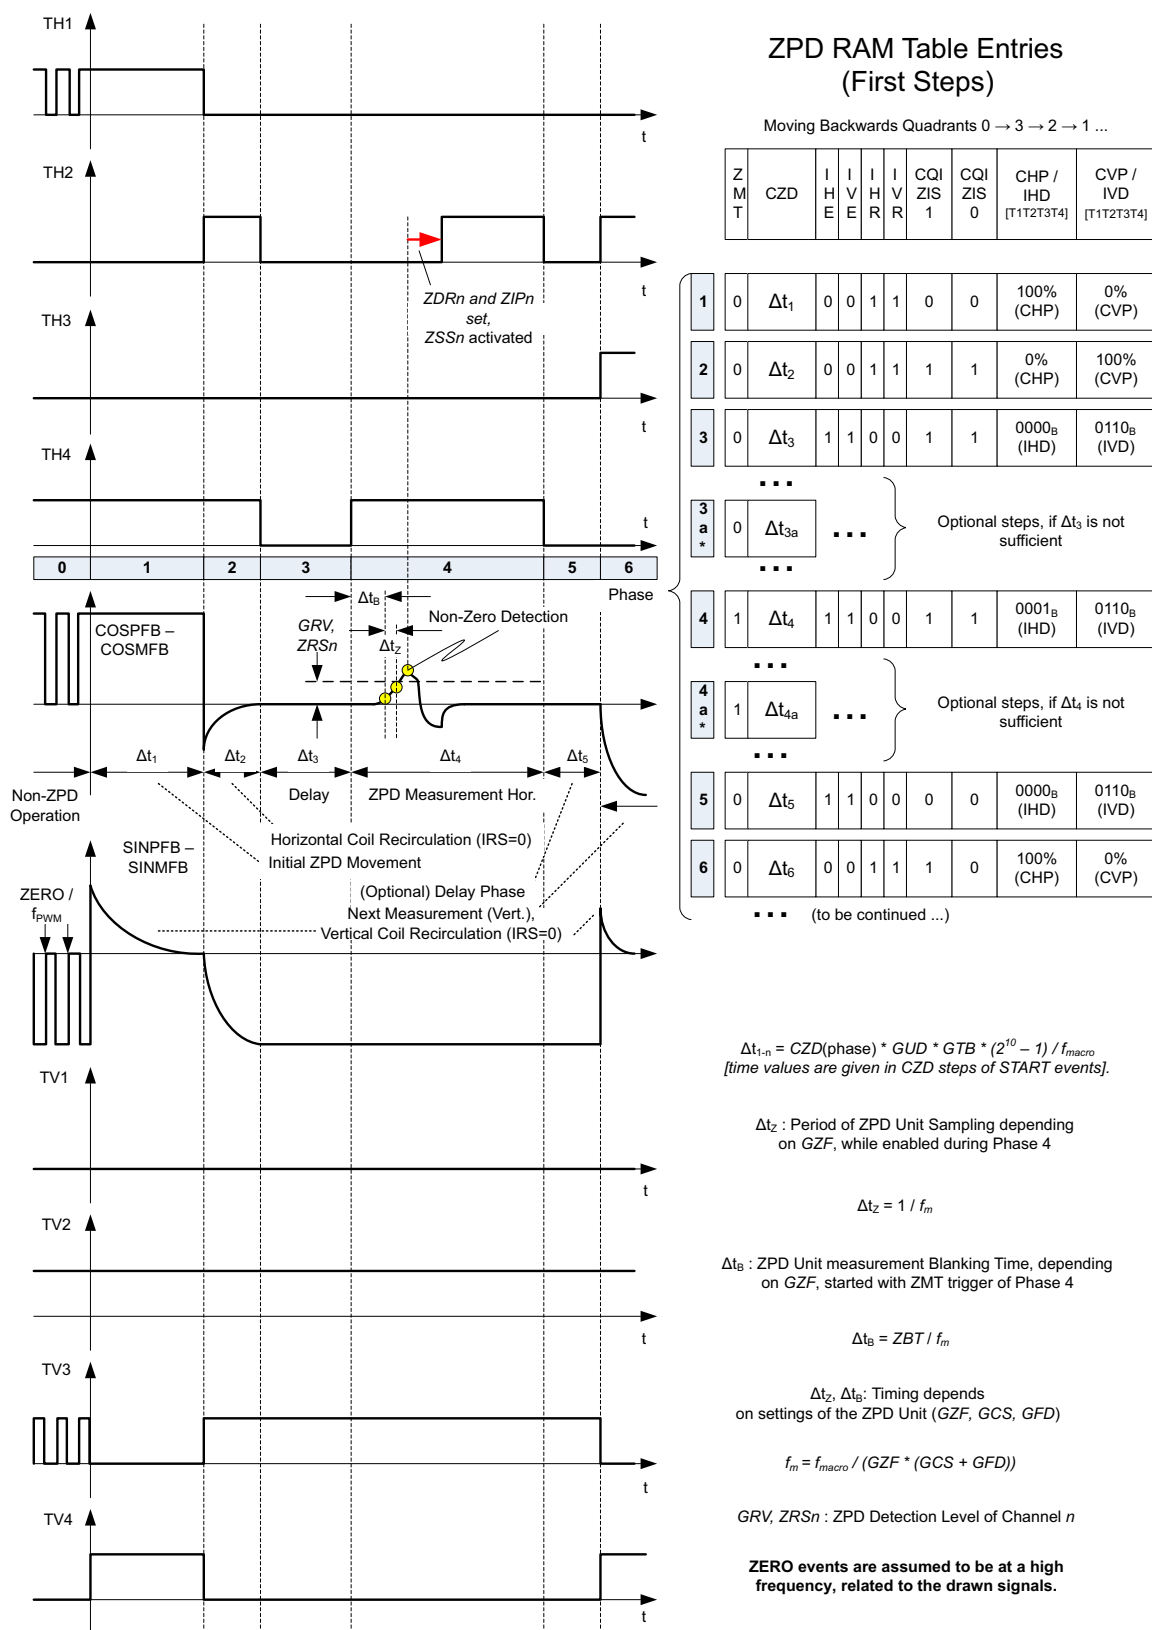 TH1
t
TH2
t
ZDRn and ZIPn
set,
ZSSn activated
TH3
t
TH4
t
0 1 2 3 4 5 6
Phase
COSPFB –
COSMFB
GRV,
ZRSn
ΔtB
ΔtZ
Non-Zero Detection
Δt1 Δt2 Δt3 Δt4 Δt5
Non-ZPD
Operation
Delay
ZPD Measurement Hor.
Horizontal Coil Recirculation (IRS=0)
Initial ZPD Movement
SINPFB –
SINMFB
(Optional) Delay Phase
Next Measurement (Vert.),
Vertical Coil Recirculation (IRS=0)
ZERO /
fPWM
TV1
t
TV2
t
TV3
t
TV4
t
ZPD RAM Table Entries
(First Steps)
Moving Backwards Quadrants 0 → 3 → 2 → 1 ...
ZMT CZD IHE IVE IHR IVR CQI ZIS 1 CQI ZIS 0 CHP / IHD [T1T2T3T4] CVP / IVD [T1T2T3T4]
1 0 Δt1 0 0 1 1 0 0 100% (CHP) 0% (CVP)
2 0 Δt2 0 0 1 1 1 1 0% (CHP) 100% (CVP)
3 0 Δt3 1 1 0 0 1 1 0000B (IHD) 0110B (IVD)
...
3a* 0 Δt3a ... Optional steps, if Δt3 is not
sufficient
...
4 1 Δt4 1 1 0 0 1 1 0001B (IHD) 0110B (IVD)
...
4a* 1 Δt4a ... Optional steps, if Δt4 is not
sufficient
...
5 0 Δt5 1 1 0 0 0 0 0000B (IHD) 0110B (IVD)
6 0 Δt6 0 0 1 1 1 0 100% (CHP) 0% (CVP)
... (to be continued ...)
Δt1-n = CZD(phase) * GUD * GTB * (2^10 – 1) / fmacro
[time values are given in CZD steps of START events].
ΔtZ : Period of ZPD Unit Sampling depending
on GZF, while enabled during Phase 4
ΔtZ = 1 / fm
ΔtB : ZPD Unit measurement Blanking Time, depending
on GZF, started with ZMT trigger of Phase 4
ΔtB = ZBT / fm
ΔtZ, ΔtB: Timing depends
on settings of the ZPD Unit (GZF, GCS, GFD)
fm = fmacro / (GZF * (GCS + GFD))
GRV, ZRSn : ZPD Detection Level of Channel n
ZERO events are assumed to be at a high
frequency, related to the drawn signals.